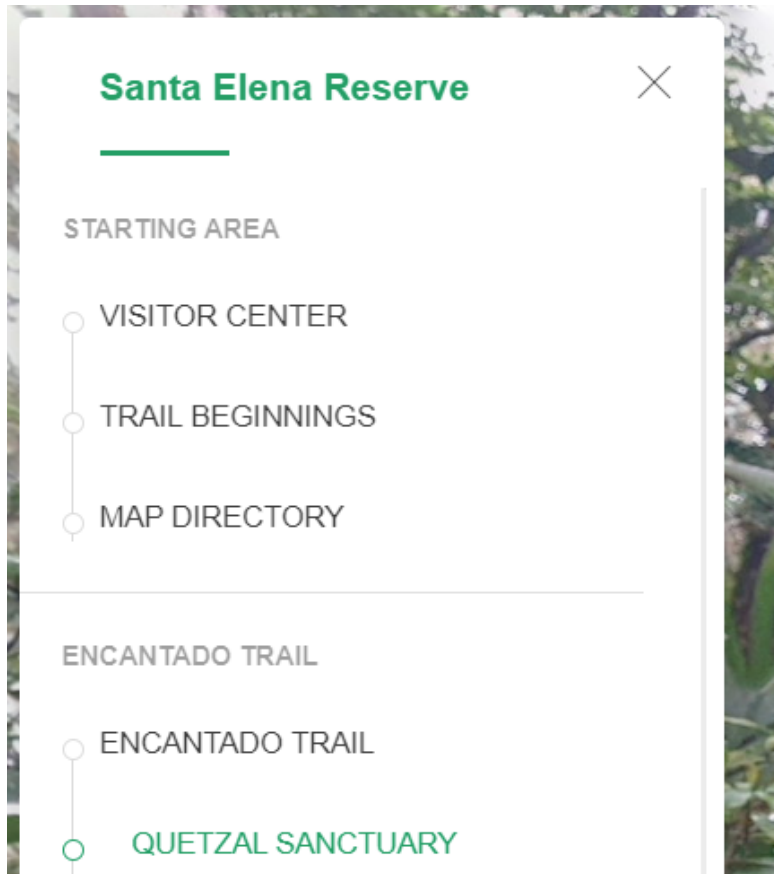 Santa Elena Reserve
STARTING AREA
VISITOR CENTER
TRAIL BEGINNINGS
MAP DIRECTORY
ENCANTADO TRAIL
ENCANTADO TRAIL
QUETZAL SANCTUARY